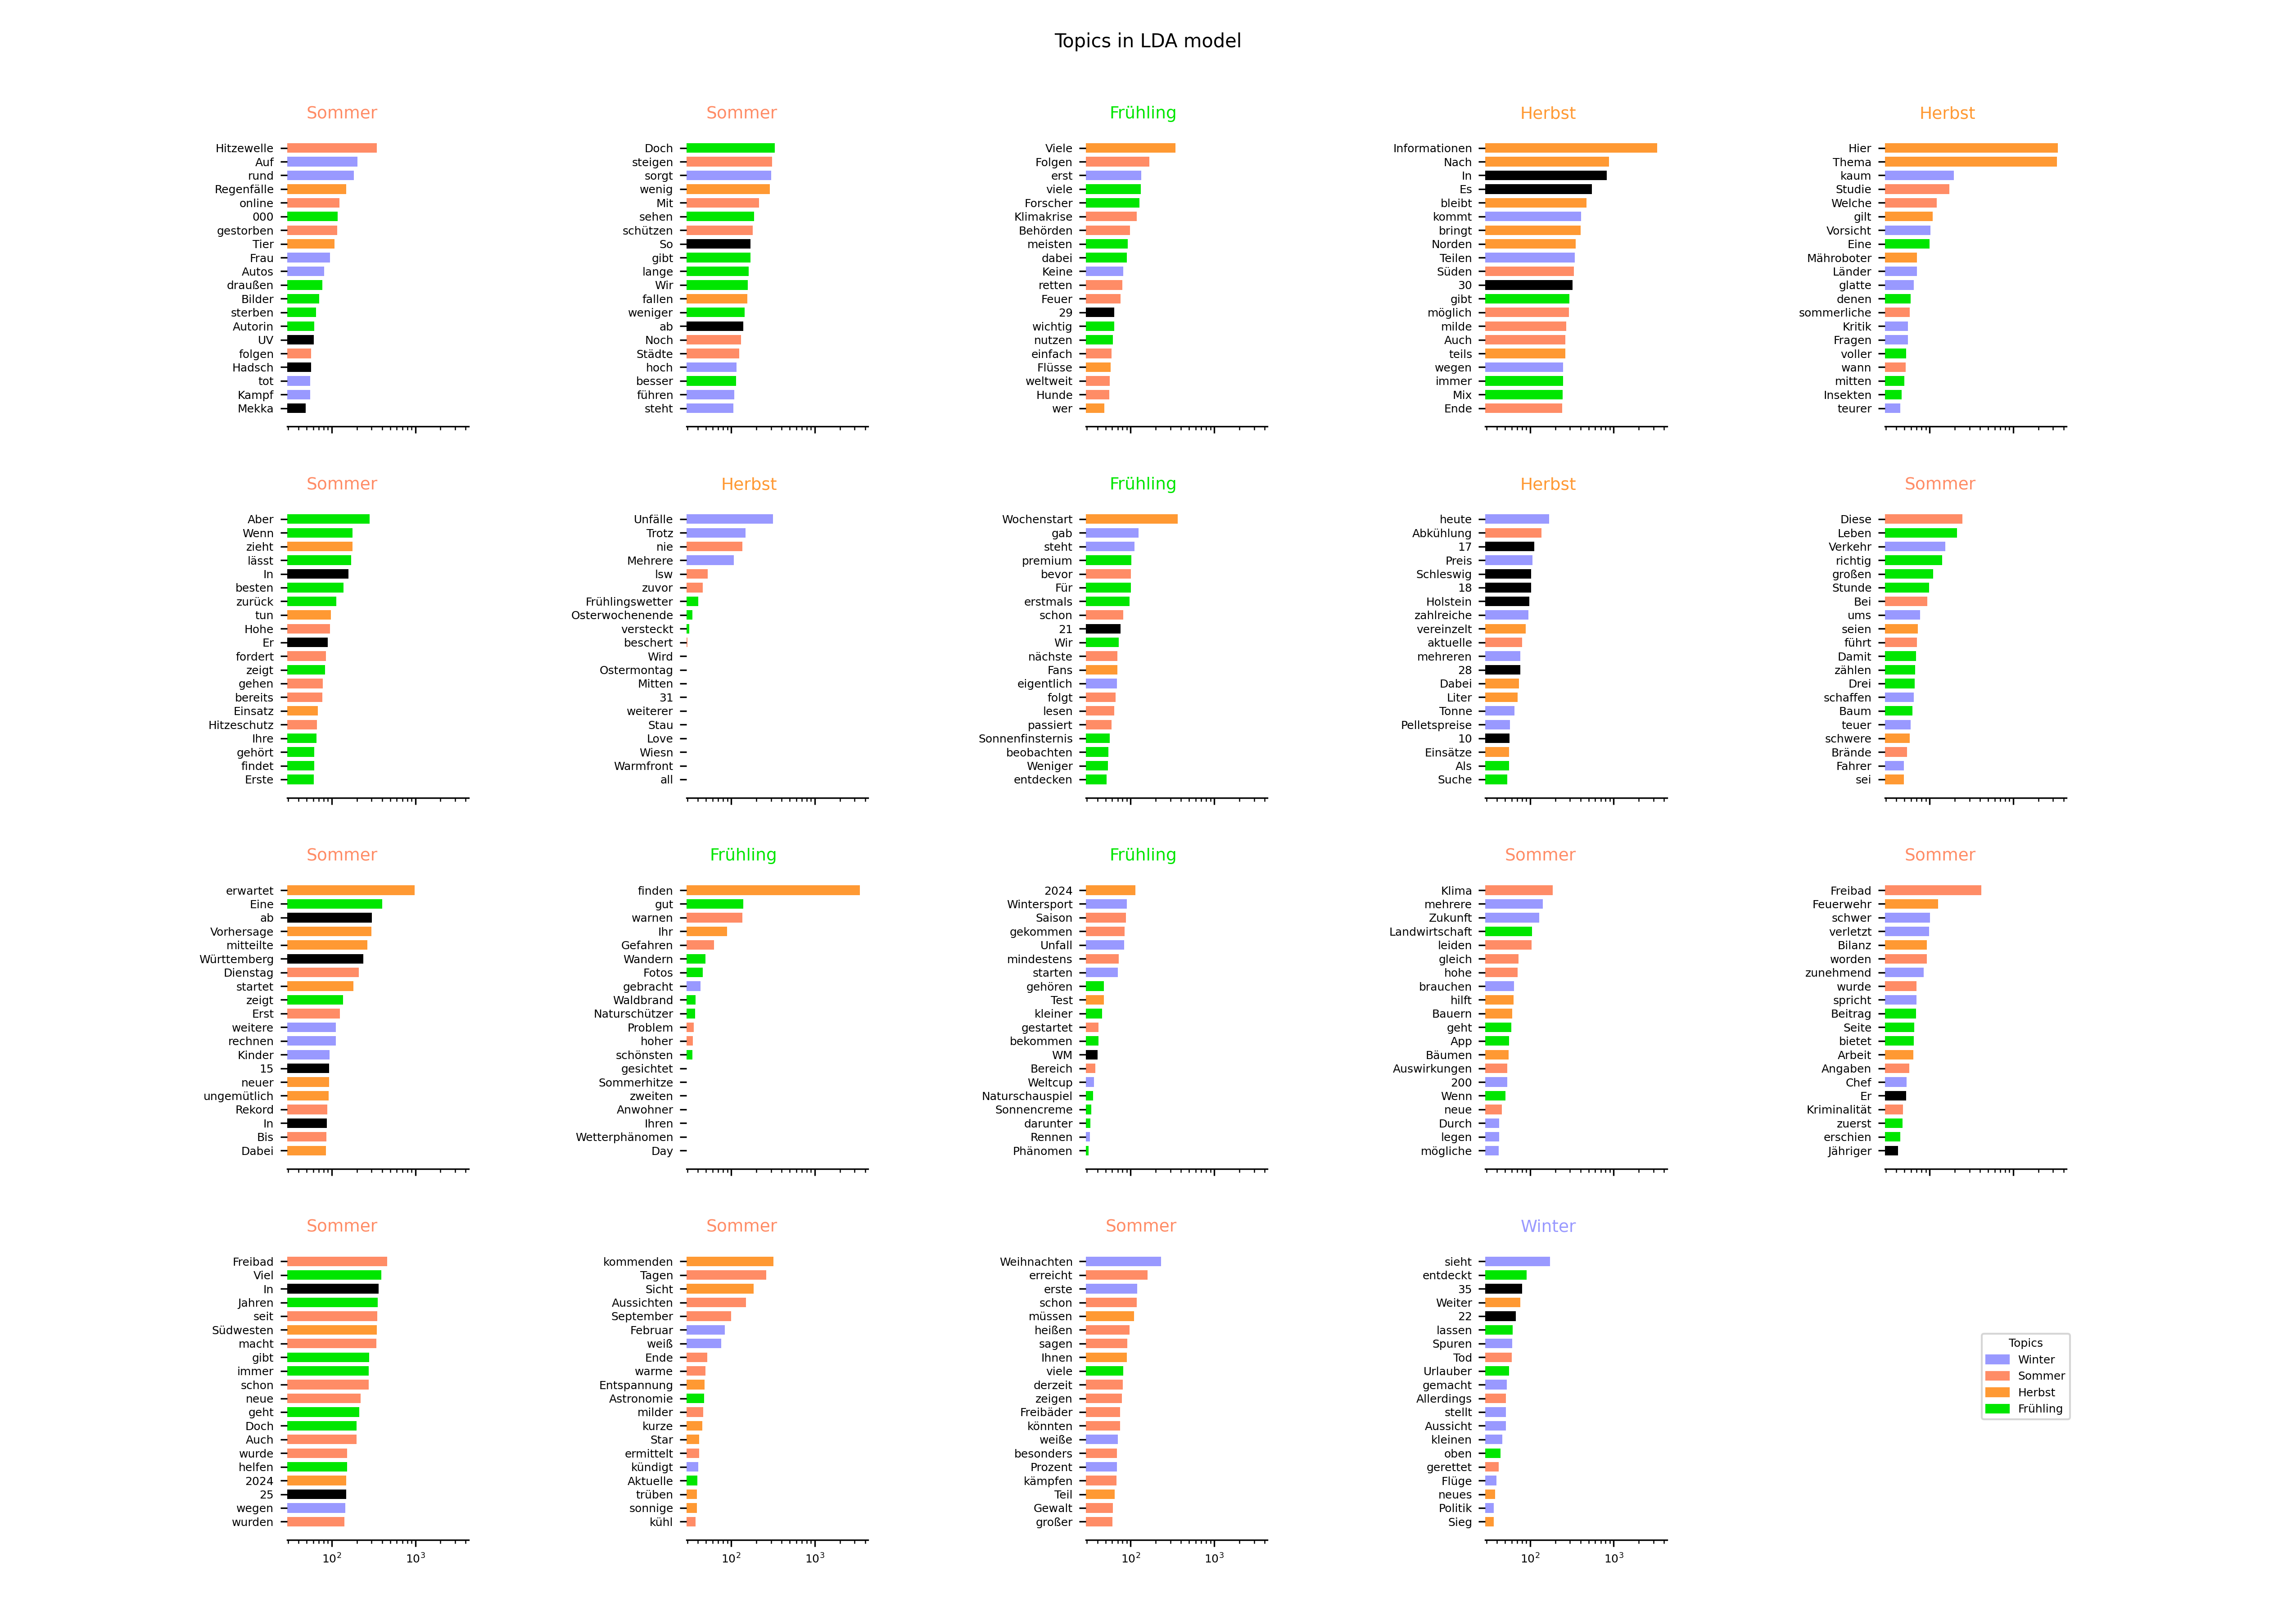 Topics in LDA model
Sommer
Hitzewelle
Auf
rund
Regenfälle
online
000
gestorben
Tier
Frau
Autos
draußen
Bilder
sterben
Autorin
UV
folgen
Hadsch
tot
Kampf
Mekka
Sommer
Doch
steigen
sorgt
wenig
Mit
sehen
schützen
So
gibt
lange
Wir
fallen
weniger
ab
Noch
Städte
hoch
besser
führen
steht
Frühling
Viele
Folgen
erst
viele
Forscher
Klimakrise
Behörden
meisten
dabei
Keine
retten
Feuer
29
wichtig
nutzen
einfach
Flüsse
weltweit
Hunde
wer
Herbst
Informationen
Nach
In
Es
bleibt
kommt
bringt
Norden
Teilen
Süden
30
gibt
möglich
milde
Auch
teils
wegen
immer
Mix
Ende
Herbst
Hier
Thema
kaum
Studie
Welche
gilt
Vorsicht
Eine
Mähroboter
Länder
glatte
denen
sommerliche
Kritik
Fragen
voller
wann
mitten
Insekten
teurer
Sommer
Aber
Wenn
zieht
lässt
In
besten
zurück
tun
Hohe
Er
fordert
zeigt
gehen
bereits
Einsatz
Hitzeschutz
Ihre
gehört
findet
Erste
Herbst
Unfälle
Trotz
nie
Mehrere
lsw
zuvor
Frühlingswetter
Osterwochenende
versteckt
beschert
Wird
Ostermontag
Mitten
31
weiterer
Stau
Love
Wiesn
Warmfront
all
Frühling
Wochenstart
gab
steht
premium
bevor
Für
erstmals
schon
21
Wir
nächste
Fans
eigentlich
folgt
lesen
passiert
Sonnenfinsternis
beobachten
Weniger
entdecken
Herbst
heute
Abkühlung
17
Preis
Schleswig
18
Holstein
zahlreiche
vereinzelt
aktuelle
mehreren
28
Dabei
Liter
Tonne
Pelletspreise
10
Einsätze
Als
Suche
Sommer
Diese
Leben
Verkehr
richtig
großen
Stunde
Bei
ums
seien
führt
Damit
zählen
Drei
schaffen
Baum
teuer
schwere
Brände
Fahrer
sei
Sommer
erwartet
Eine
ab
Vorhersage
mitteilte
Württemberg
Dienstag
startet
zeigt
Erst
weitere
rechnen
Kinder
15
neuer
ungemütlich
Rekord
In
Bis
Dabei
Frühling
finden
gut
warnen
Ihr
Gefahren
Wandern
Fotos
gebracht
Waldbrand
Naturschützer
Problem
hoher
schönsten
gesichtet
Sommerhitze
zweiten
Anwohner
Ihren
Wetterphänomen
Day
Frühling
2024
Wintersport
Saison
gekommen
Unfall
mindestens
starten
gehören
Test
kleiner
gestartet
bekommen
WM
Bereich
Weltcup
Naturschauspiel
Sonnencreme
darunter
Rennen
Phänomen
Sommer
Klima
mehrere
Zukunft
Landwirtschaft
leiden
gleich
hohe
brauchen
hilft
Bauern
geht
App
Bäumen
Auswirkungen
200
Wenn
neue
Durch
legen
mögliche
Sommer
Freibad
Feuerwehr
schwer
verletzt
Bilanz
worden
zunehmend
wurde
spricht
Beitrag
Seite
bietet
Arbeit
Angaben
Chef
Er
Kriminalität
zuerst
erschien
Jähriger
Sommer
Freibad
Viel
In
Jahren
seit
Südwesten
macht
gibt
immer
schon
neue
geht
Doch
Auch
wurde
helfen
2024
25
wegen
wurden
10² 10³
Sommer
kommenden
Tagen
Sicht
Aussichten
September
Februar
weiß
Ende
warme
Entspannung
Astronomie
milder
kurze
Star
ermittelt
kündigt
Aktuelle
trüben
sonnige
kühl
10² 10³
Sommer
Weihnachten
erreicht
erste
schon
müssen
heißen
sagen
Ihnen
viele
derzeit
zeigen
Freibäder
könnten
weiße
besonders
Prozent
kämpfen
Teil
Gewalt
großer
10² 10³
Winter
sieht
entdeckt
35
Weiter
22
lassen
Spuren
Tod
Urlauber
gemacht
Allerdings
stellt
Aussicht
kleinen
oben
gerettet
Flüge
neues
Politik
Sieg
10² 10³
Topics
Winter
Sommer
Herbst
Frühling